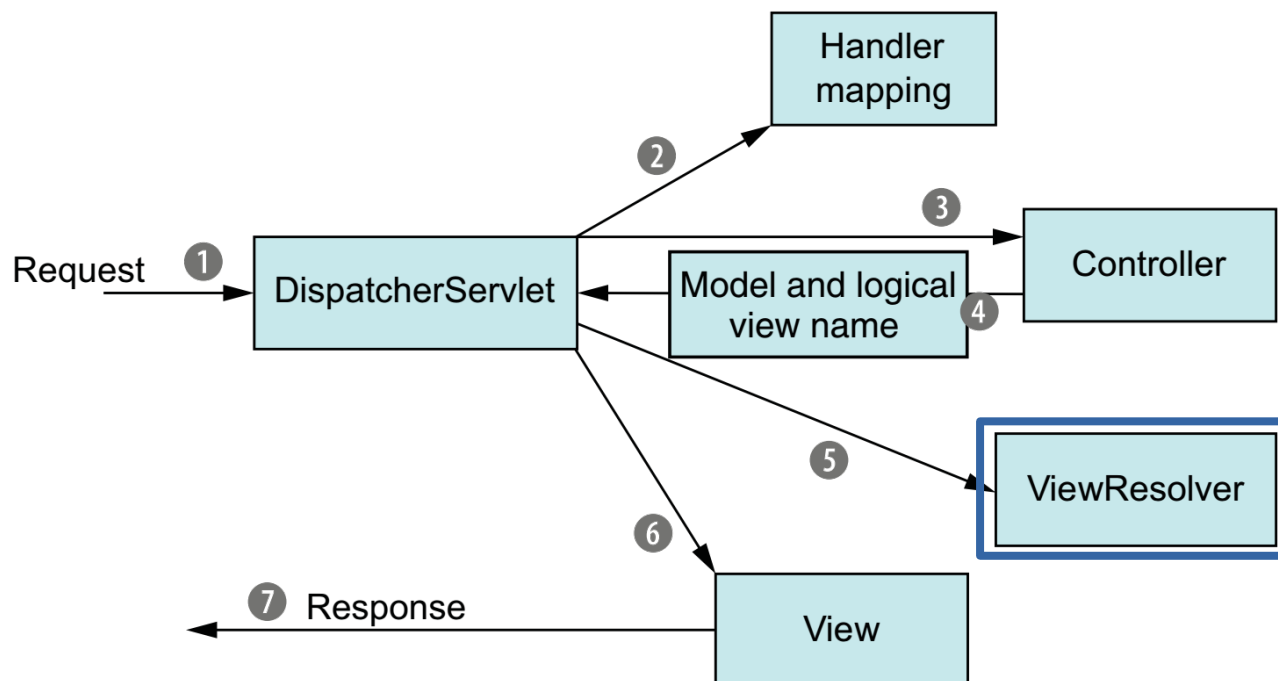 Handler
mapping
2
3
Request
1
DispatcherServlet
Model and logical
view name
4
Controller
5
ViewResolver
6
7
Response
View